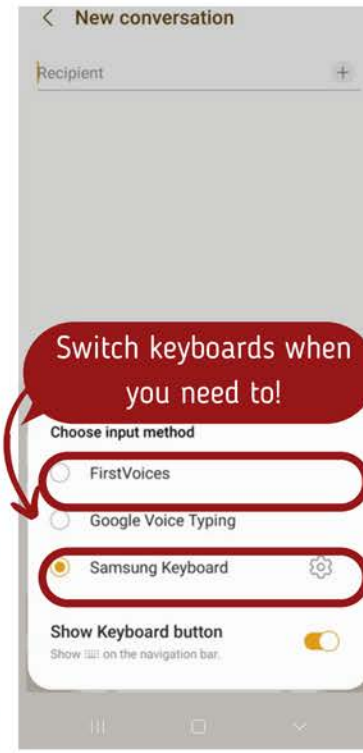 New conversation
Recipient
Switch keyboards when
you need to!
Choose input method
FirstVoices
Google Voice Typing
Samsung Keyboard
Show Keyboard button
Show ⌨ on the navigation bar.